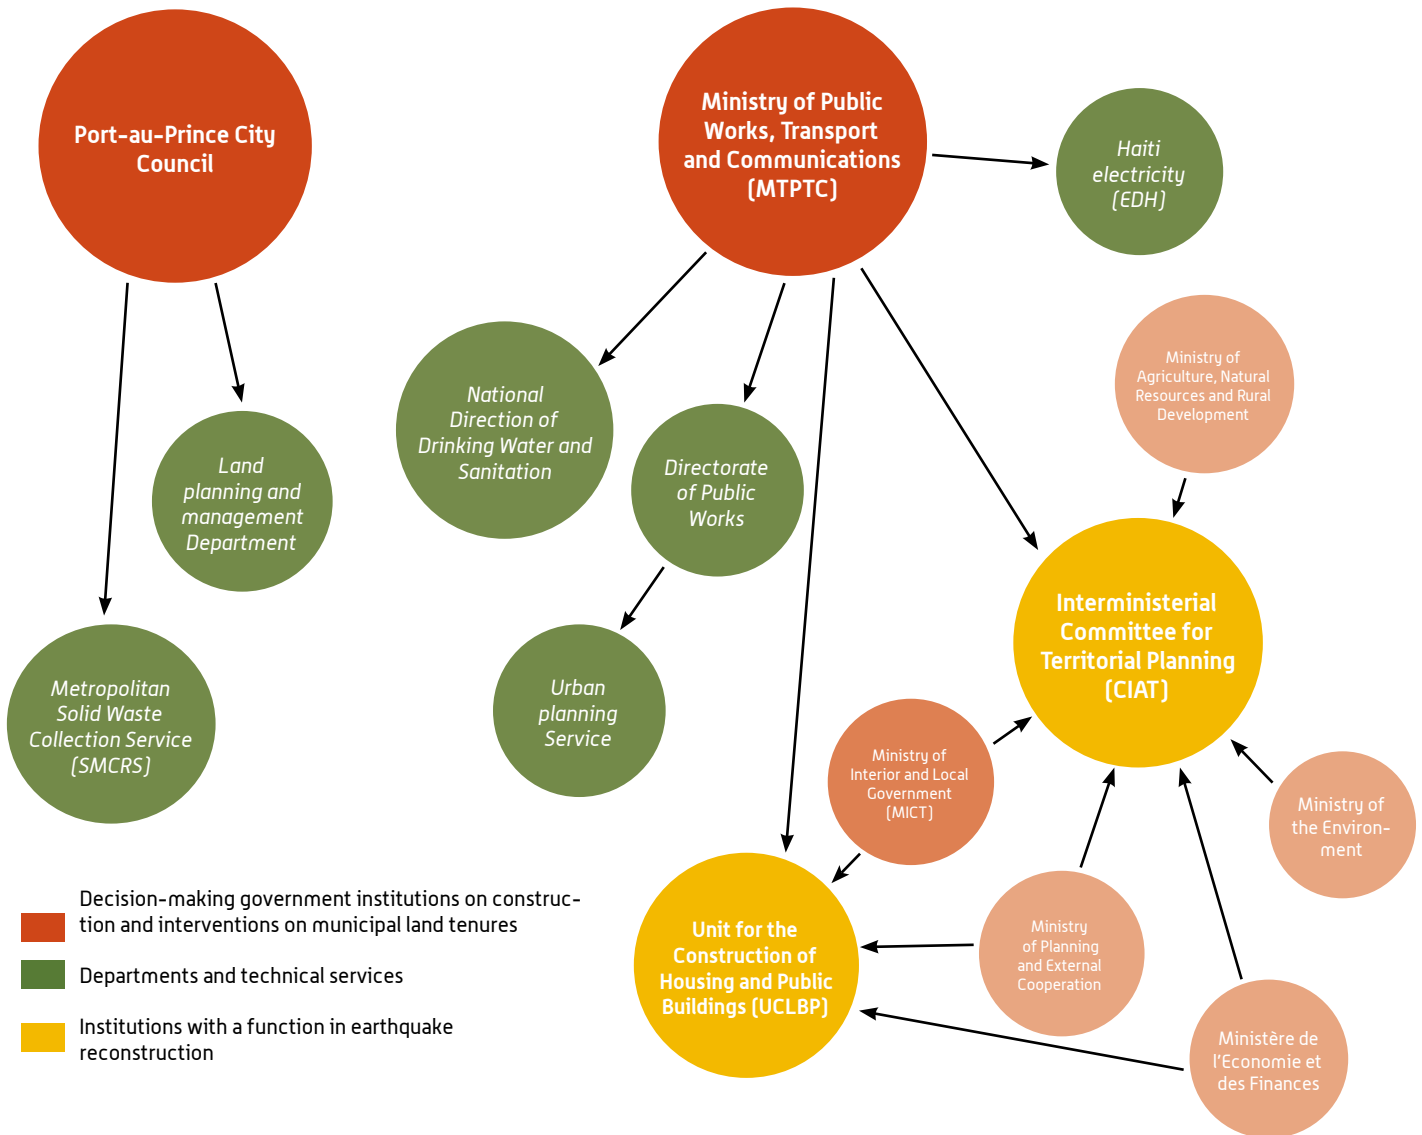 Port-au-Prince City
Council
Ministry of Public
Works, Transport
and Communications
(MTPTC)
Haiti
electricity
(EDH)
National
Direction of
Drinking Water and
Sanitation
Directorate
of Public
Works
Land
planning and
management
Department
Ministry of
Agriculture, Natural
Resources and Rural
Development
Interministerial
Committee for
Territorial Planning
(CIAT)
Metropolitan
Solid Waste
Collection Service
(SMCRS)
Urban
planning
Service
Ministry of
Interior and Local
Government
(MICT)
Ministry of
the Environ-
ment
Unit for the
Construction of
Housing and Public
Buildings (UCLBP)
Ministry
of Planning
and External
Cooperation
Ministère de
l'Economie et
des Finances
Decision-making government institutions on construc-
tion and interventions on municipal land tenures
Departments and technical services
Institutions with a function in earthquake
reconstruction